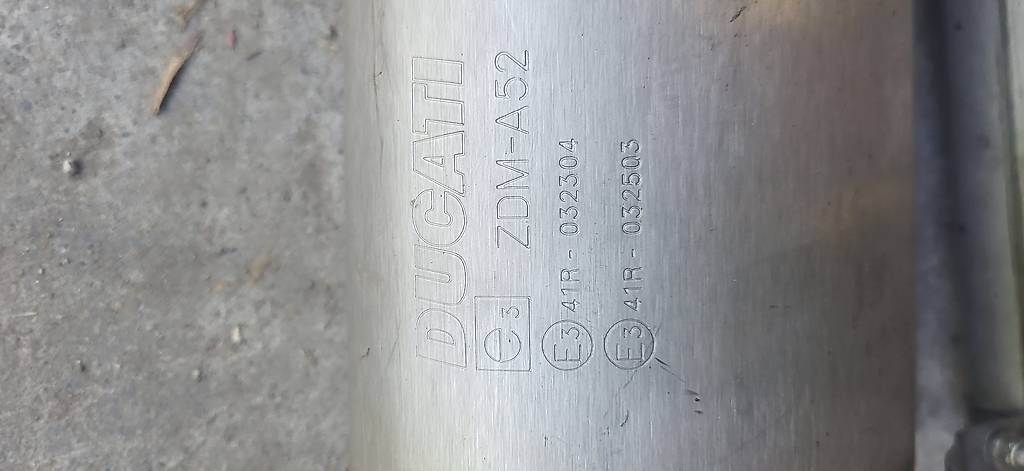 DUCATI
e3 ZDM-A52
E3 41R-032304
E3 41R-032503